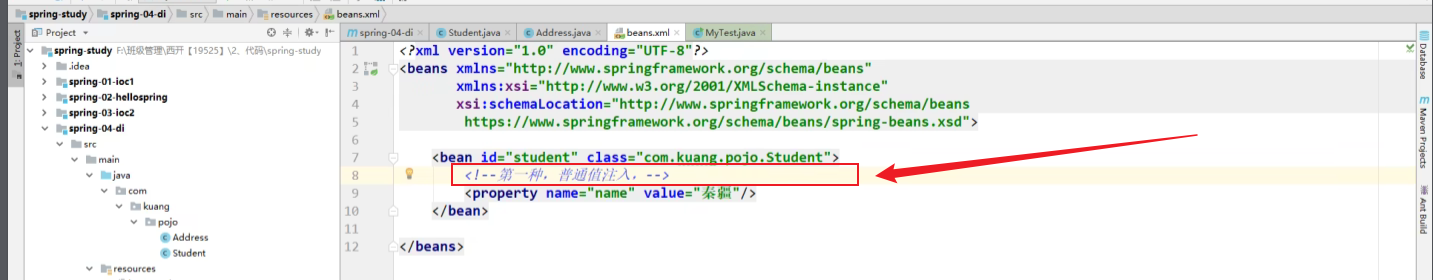 spring-study spring-04-di src main resources beans.xml
Project
spring-04-di Student.java Address.java beans.xml MyTest.java
1: Project
spring-study F:\班级管理\西开【19525】\2、代码\spring-study
.idea
spring-01-ioc1
spring-02-hellospring
spring-03-ioc2
spring-04-di
src
main
java
com
kuang
pojo
Address
Student
resources
1 <?xml version="1.0" encoding="UTF-8"?>
2 <beans xmlns="http://www.springframework.org/schema/beans"
3 xmlns:xsi="http://www.w3.org/2001/XMLSchema-instance"
4 xsi:schemaLocation="http://www.springframework.org/schema/beans
5 https://www.springframework.org/schema/beans/spring-beans.xsd">
6
7 <bean id="student" class="com.kuang.pojo.Student">
8 <!--第一种，普通值注入，-->
9 <property name="name" value="秦疆"/>
10 </bean>
11
12 </beans>
Database
Maven Projects
Ant Build